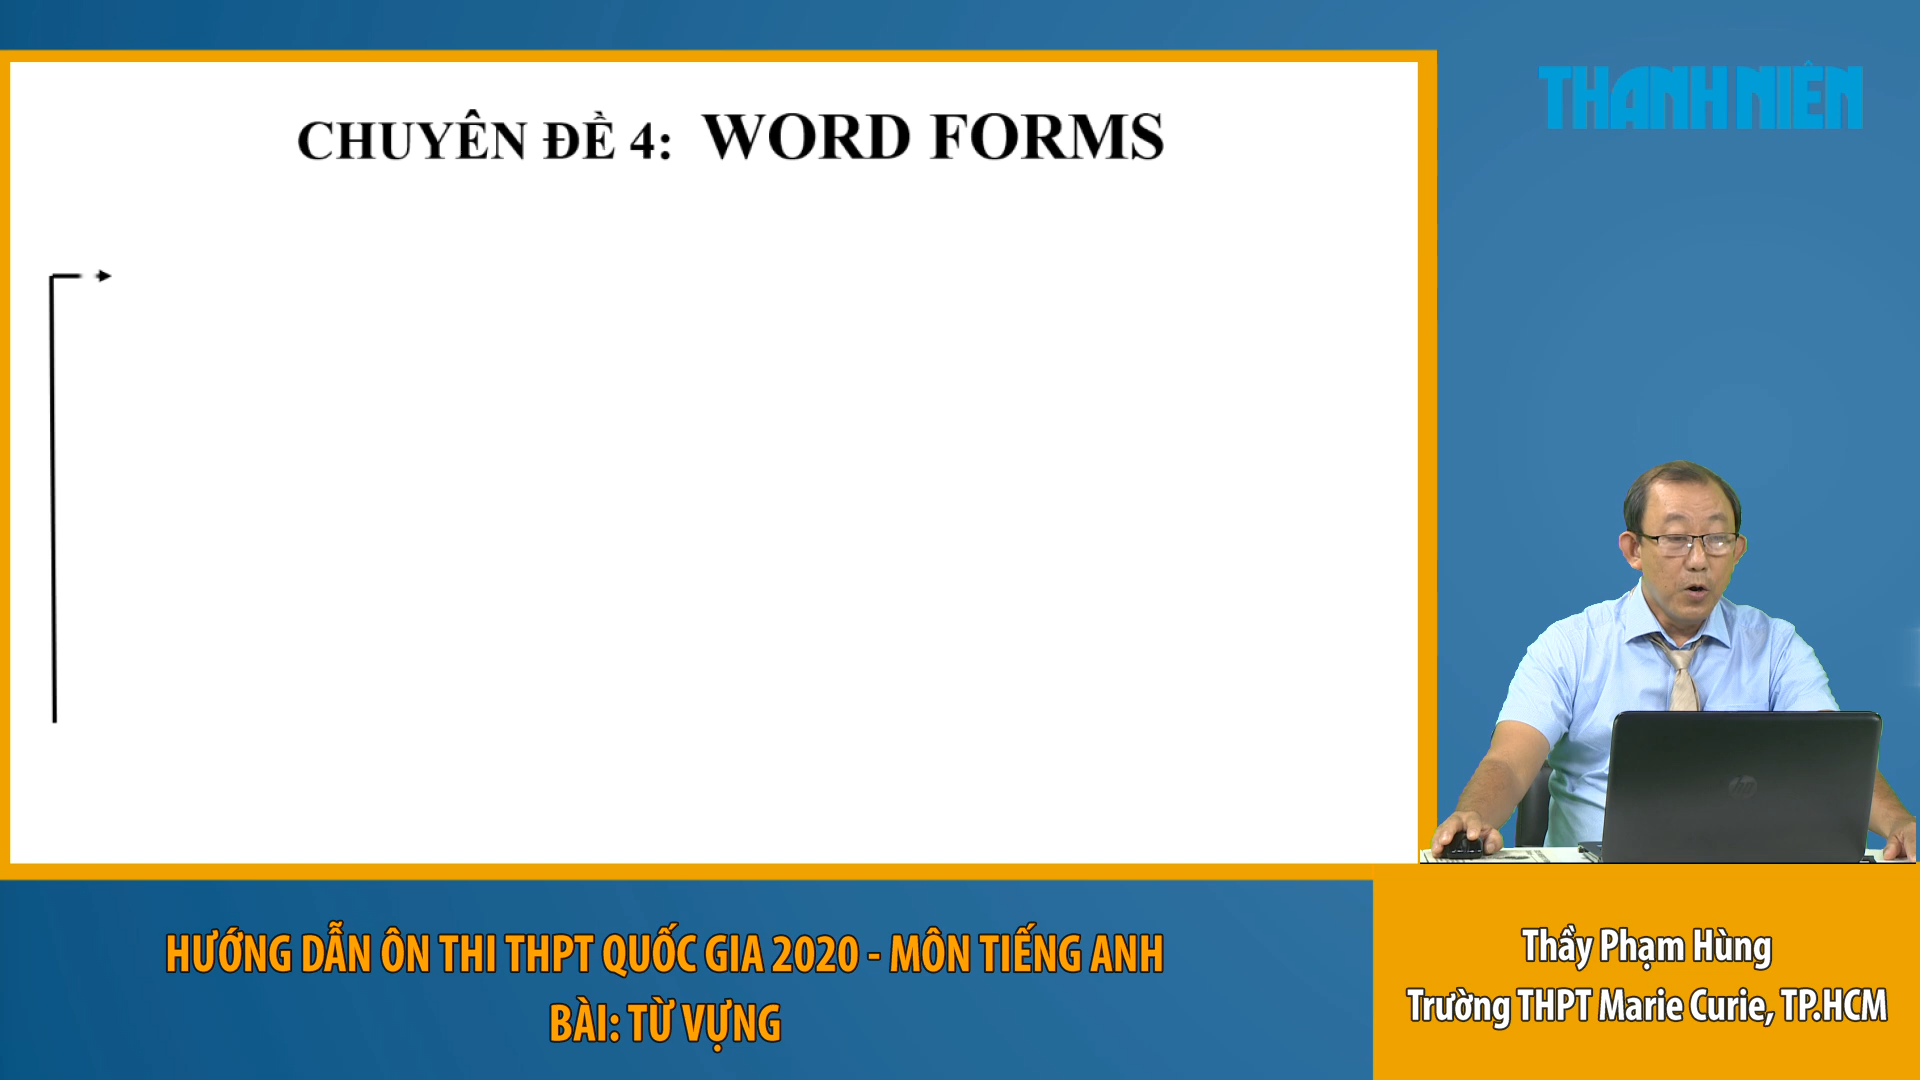 CHUYÊN ĐỀ 4: WORD FORMS
THANH NIÊN
hp
HƯỚNG DẪN ÔN THI THPT QUỐC GIA 2020 - MÔN TIẾNG ANH
BÀI: TỪ VỰNG
Thầy Phạm Hùng
Trường THPT Marie Curie, TP.HCM